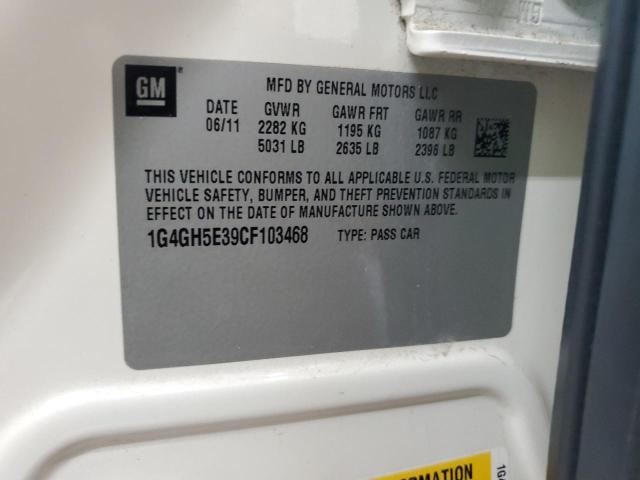 GM
MFD BY GENERAL MOTORS LLC
DATE GVWR GAWR FRT GAWR RR
06/11 2282 KG 1195 KG 1087 KG
5031 LB 2635 LB 2396 LB
THIS VEHICLE CONFORMS TO ALL APPLICABLE U.S. FEDERAL MOTOR
VEHICLE SAFETY, BUMPER, AND THEFT PREVENTION STANDARDS IN
EFFECT ON THE DATE OF MANUFACTURE SHOWN ABOVE.
1G4GH5E39CF103468 TYPE: PASS CAR